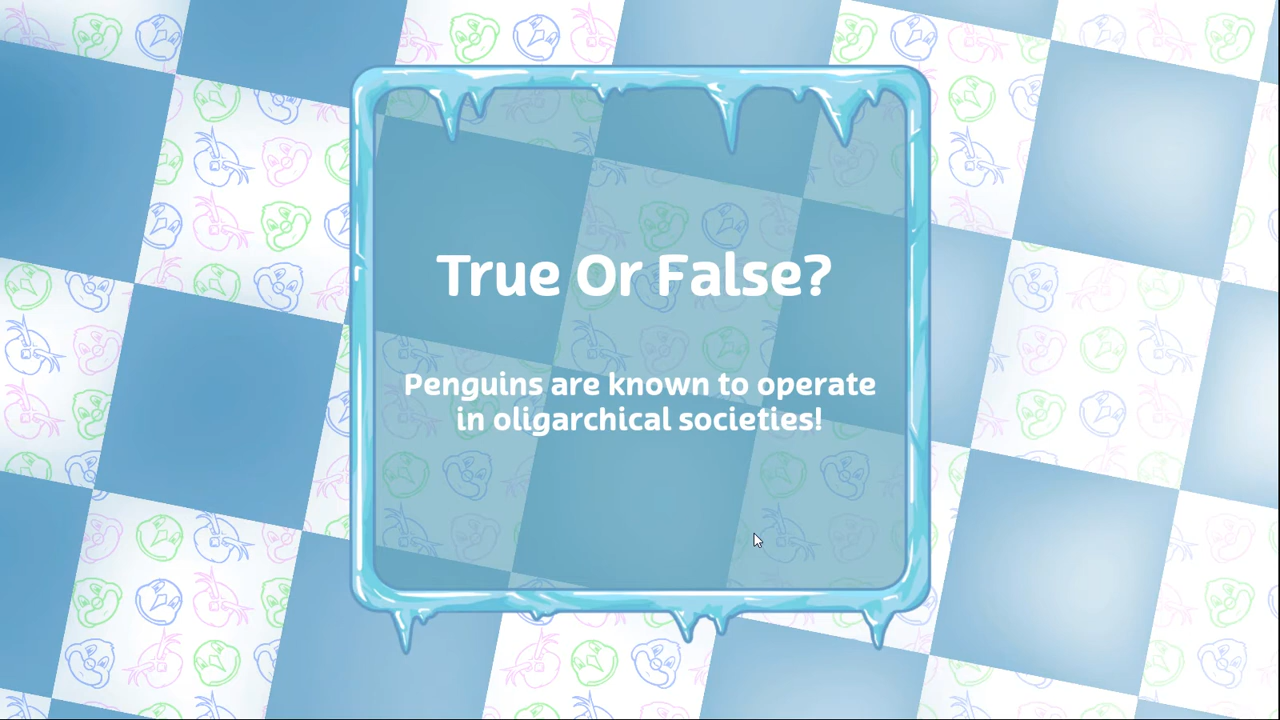 True Or False?
Penguins are known to operate
in oligarchical societies!